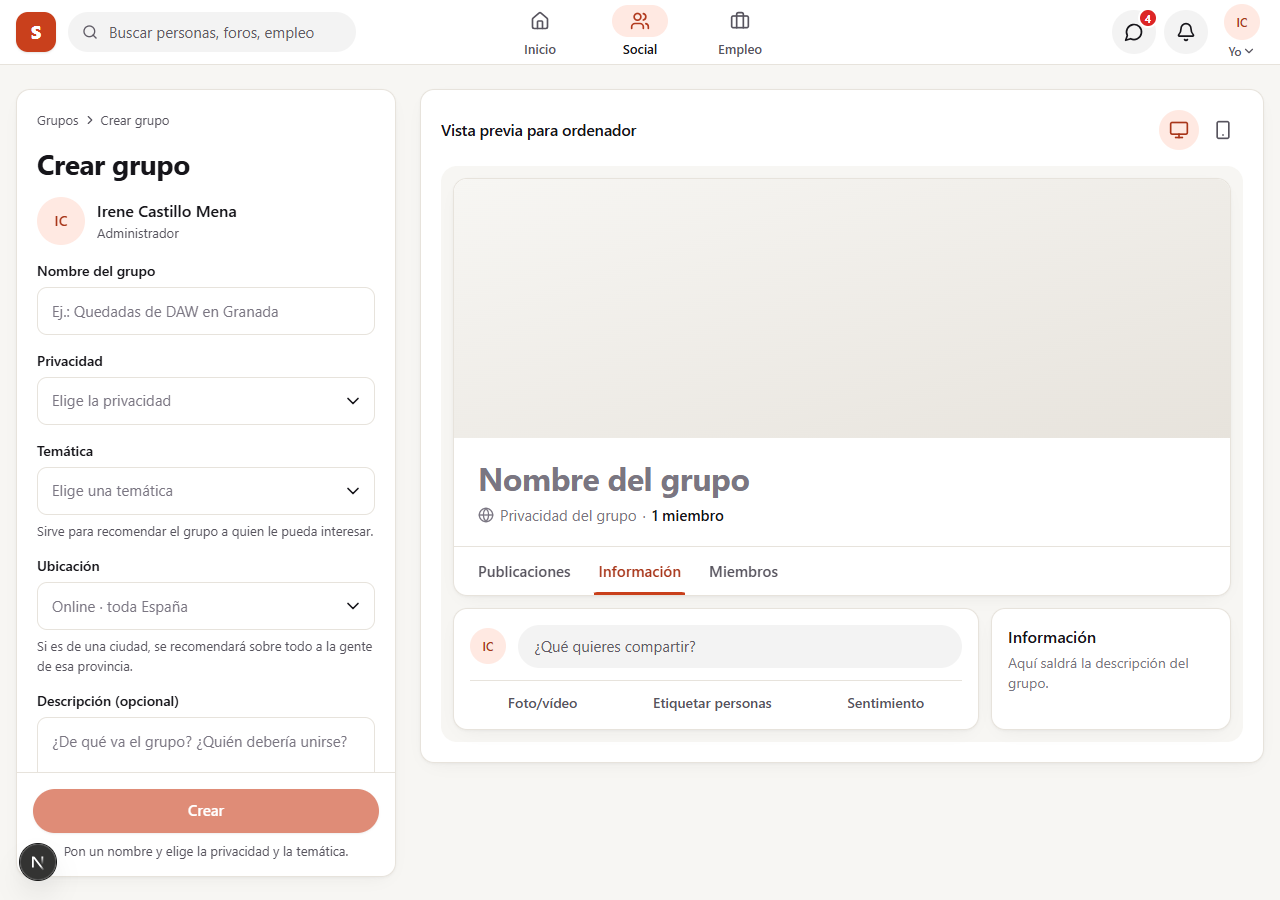 S
Buscar personas, foros, empleo
Inicio
Social
Empleo
4
IC
Yo
Grupos > Crear grupo
Crear grupo
IC
Irene Castillo Mena
Administrador
Nombre del grupo
Ej.: Quedadas de DAW en Granada
Privacidad
Elige la privacidad
Temática
Elige una temática
Sirve para recomendar el grupo a quien le pueda interesar.
Ubicación
Online · toda España
Si es de una ciudad, se recomendará sobre todo a la gente
de esa provincia.
Descripción (opcional)
¿De qué va el grupo? ¿Quién debería unirse?
Crear
Pon un nombre y elige la privacidad y la temática.
N
Vista previa para ordenador
Nombre del grupo
Privacidad del grupo · 1 miembro
Publicaciones
Información
Miembros
IC
¿Qué quieres compartir?
Foto/vídeo
Etiquetar personas
Sentimiento
Información
Aquí saldrá la descripción del
grupo.